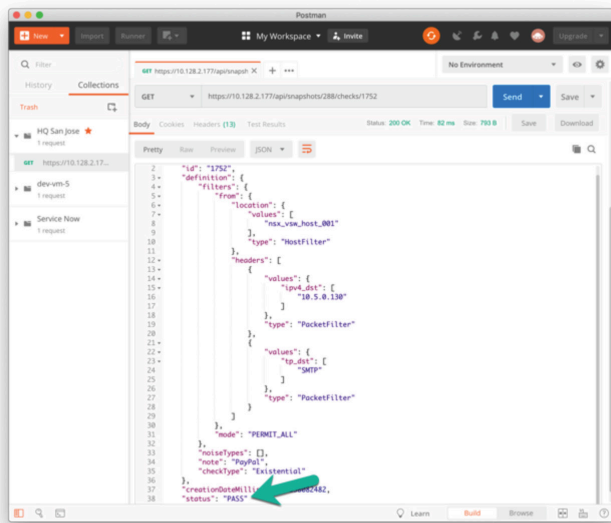 Postman
New
Import
Runner
My Workspace
Invite
Upgrade
Filter
History
Collections
Trash
HQ San Jose
1 request
GET https://10.128.2.17...
dev-vm-5
1 request
Service Now
1 request
GET https://10.128.2.177/api/snapsh
No Environment
GET
https://10.128.2.177/api/snapshots/288/checks/1752
Send
Save
Body Cookies Headers (13) Test Results
Status: 200 OK Time: 82 ms Size: 793 B
Save
Download
Pretty Raw Preview JSON
2 "id": "1752",
3 "definition": {
4 "filters": {
5 "from": {
6 "location": {
7 "values": [
8 "nsx_vsw_host_001"
9 ],
10 "type": "HostFilter"
11 },
12 "headers": [
13 {
14 "values": {
15 "ipv4_dst": [
16 "10.5.0.130"
17 ]
18 },
19 "type": "PacketFilter"
20 },
21 {
22 "values": {
23 "tp_dst": [
24 "SMTP"
25 ]
26 },
27 "type": "PacketFilter"
28 }
29 ]
30 },
31 "mode": "PERMIT_ALL"
32 },
33 "noiseTypes": [],
34 "note": "PayPal",
35 "checkType": "Existential"
36 },
37 "creationDateMilli
38 "status": "PASS"
Learn
Build
Browse